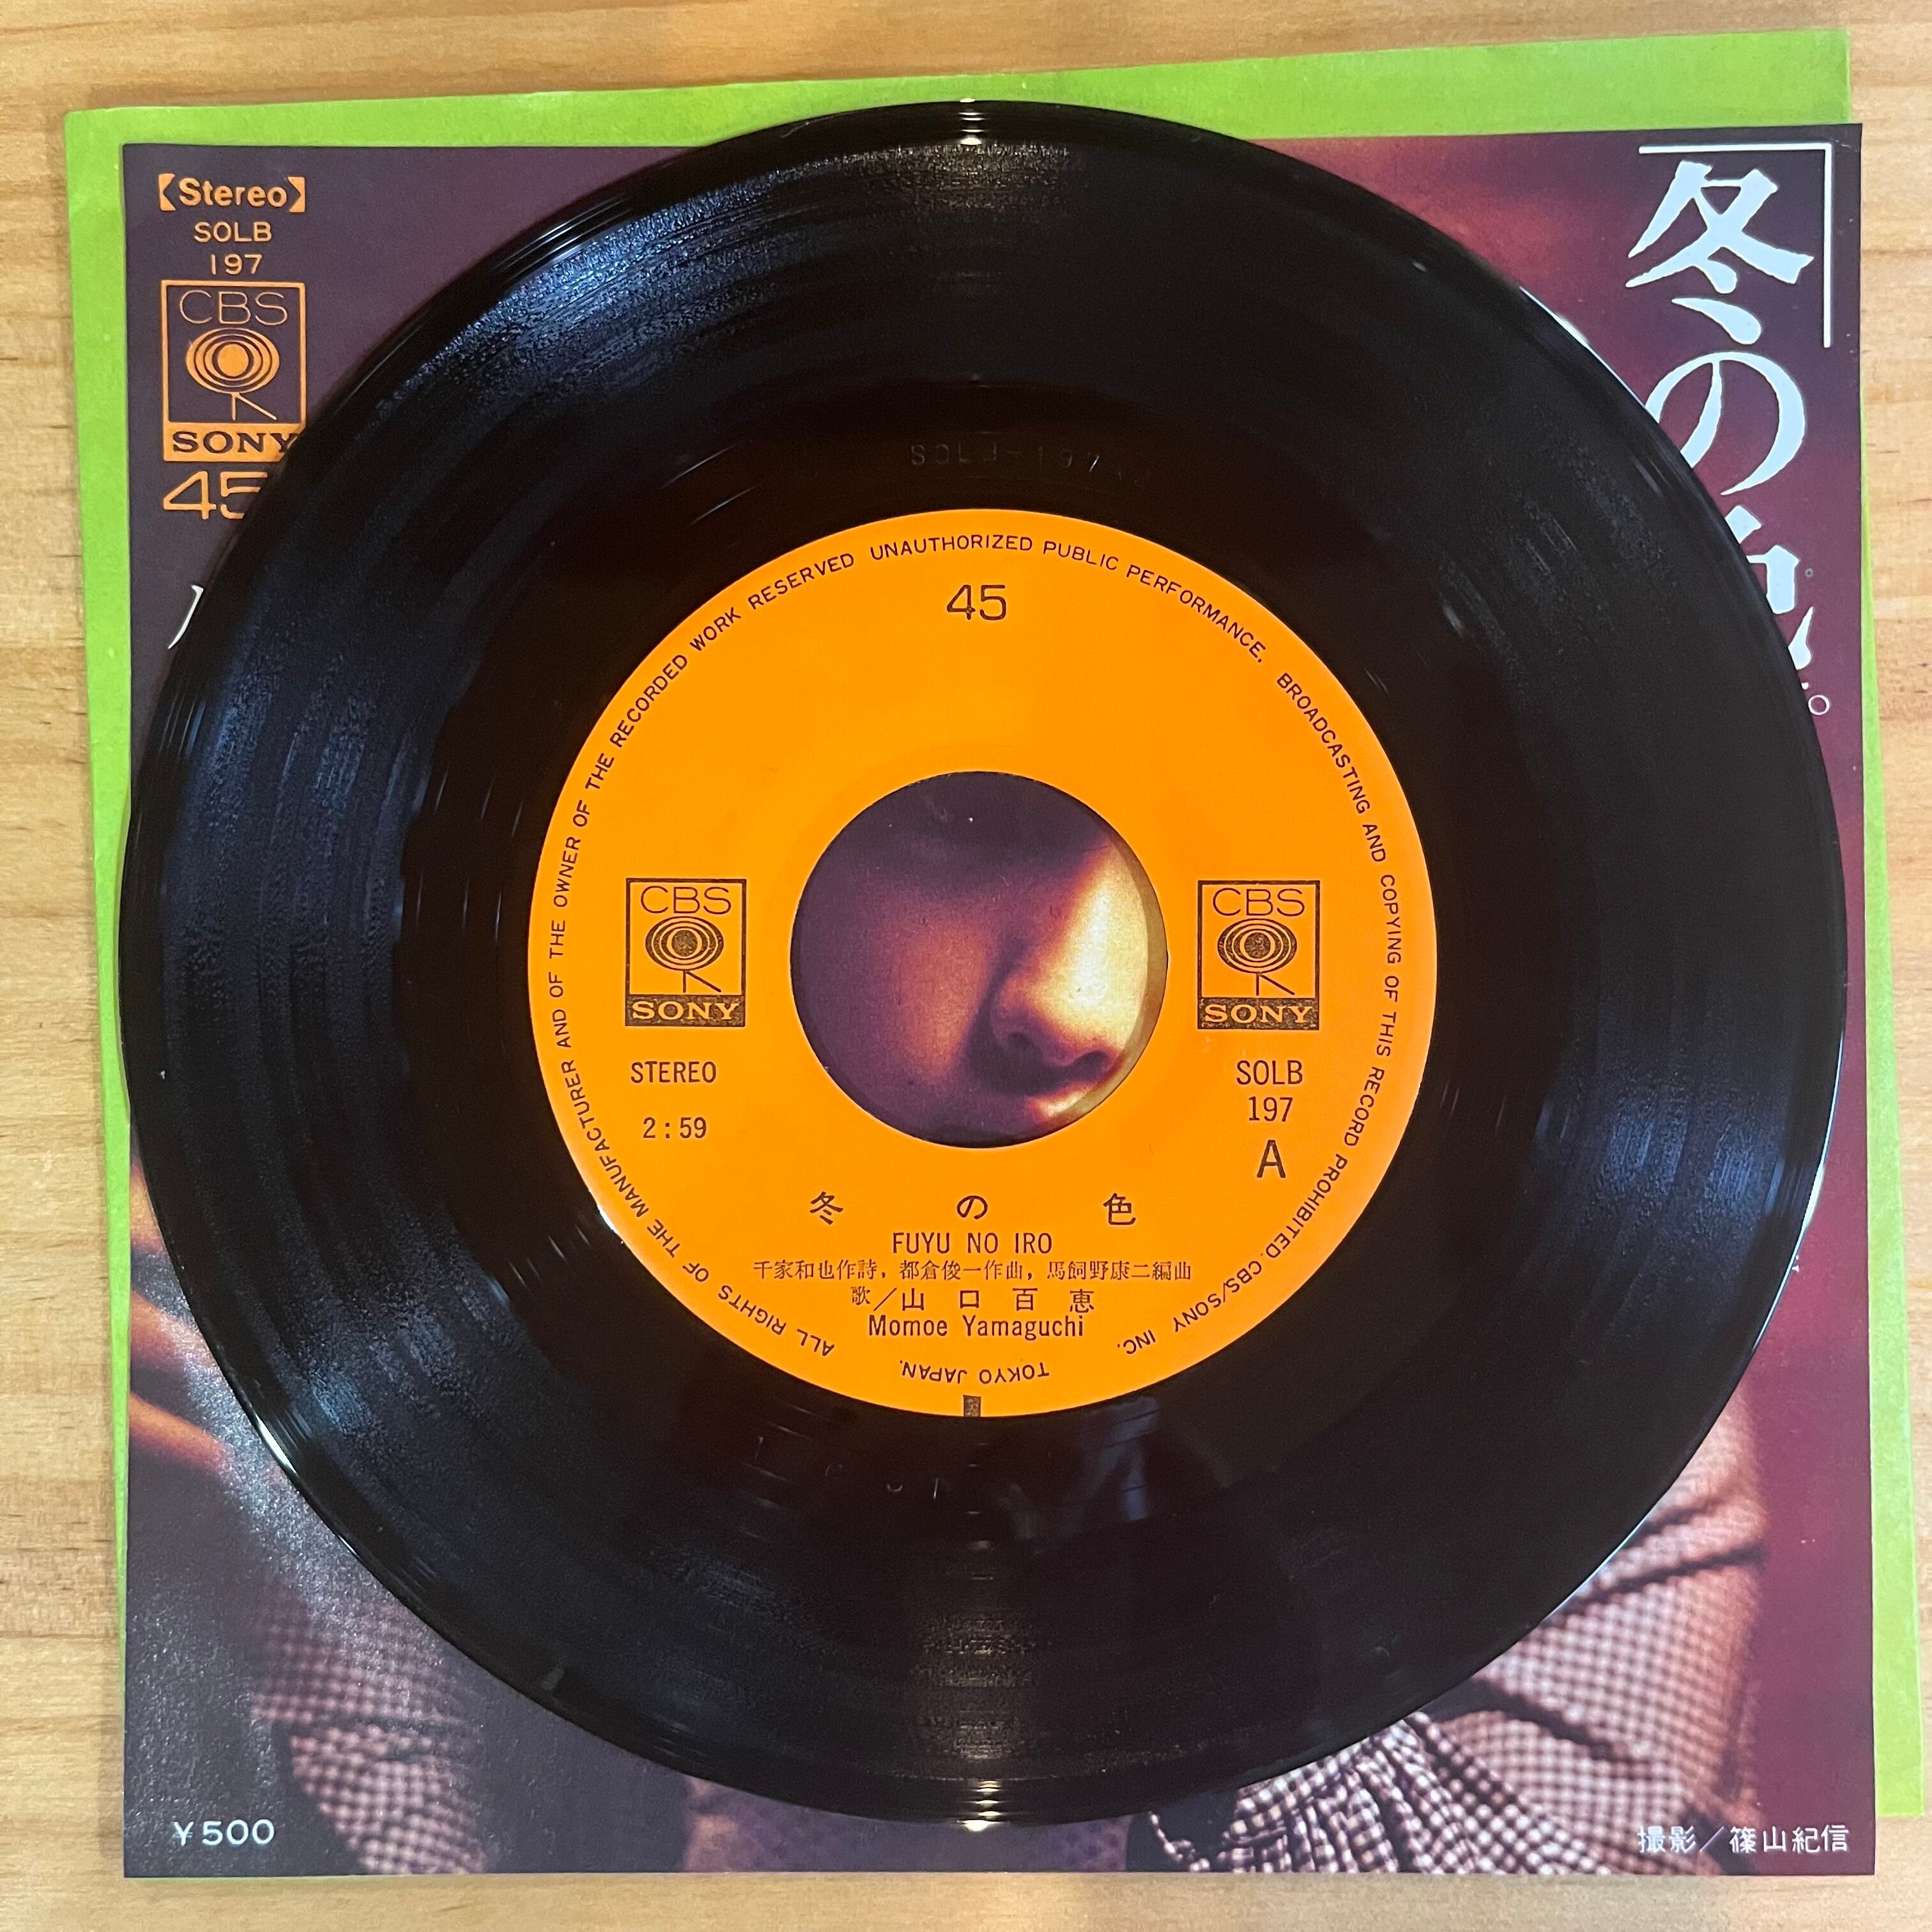 【Stereo】
SOLB
197
CBS
SONY
45
冬の色
¥500
撮影／篠山紀信
SOLB-197
45
ALL RIGHTS OF THE MANUFACTURER AND OF THE OWNER OF THE RECORDED WORK RESERVED UNAUTHORIZED PUBLIC PERFORMANCE, BROADCASTING AND COPYING OF THIS RECORD PROHIBITED. CBS/SONY INC.
TOKYO JAPAN.
CBS
SONY
CBS
SONY
STEREO
2:59
SOLB
197
A
冬の色
FUYU NO IRO
千家和也作詩, 都倉俊一作曲, 馬飼野康二編曲
歌／山口百恵
Momoe Yamaguchi